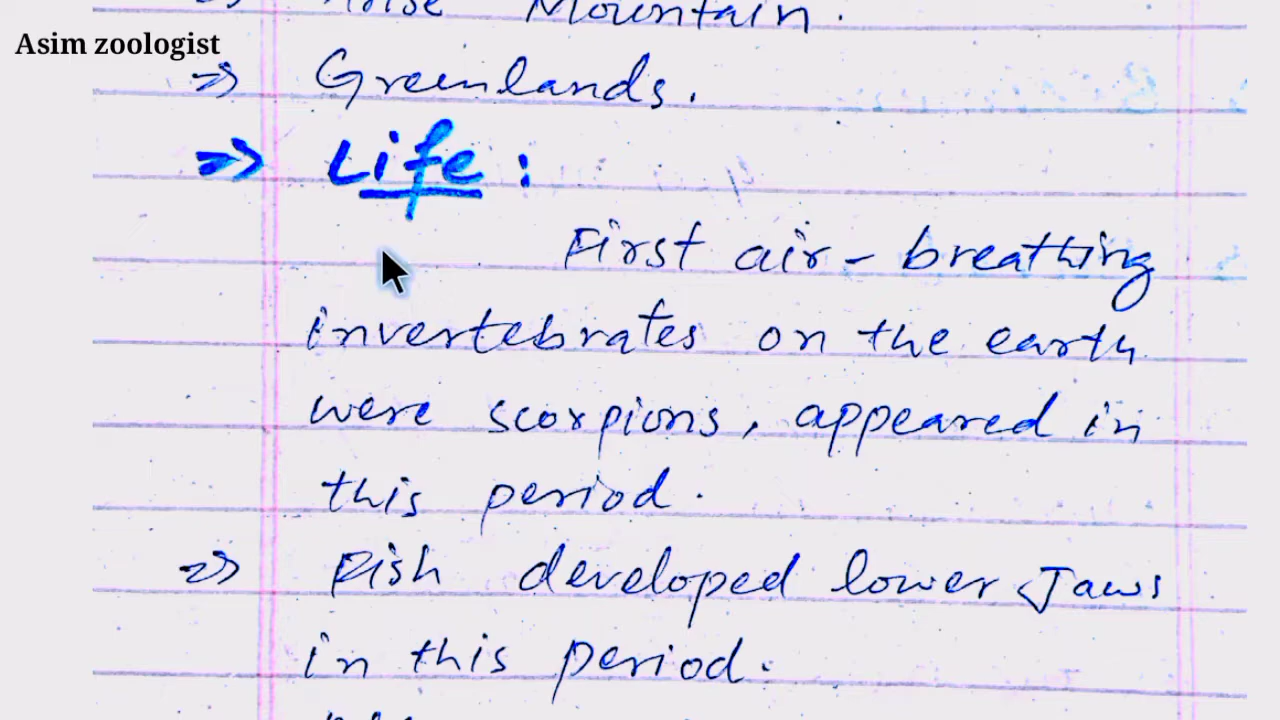 Mountain.
Asim zoologist
⇒ Greenlands.
⇒ Life:
First air-breathing
invertebrates on the earth
were scorpions, appeared in
this period.
⇒ Fish developed lower Jaws
in this period.